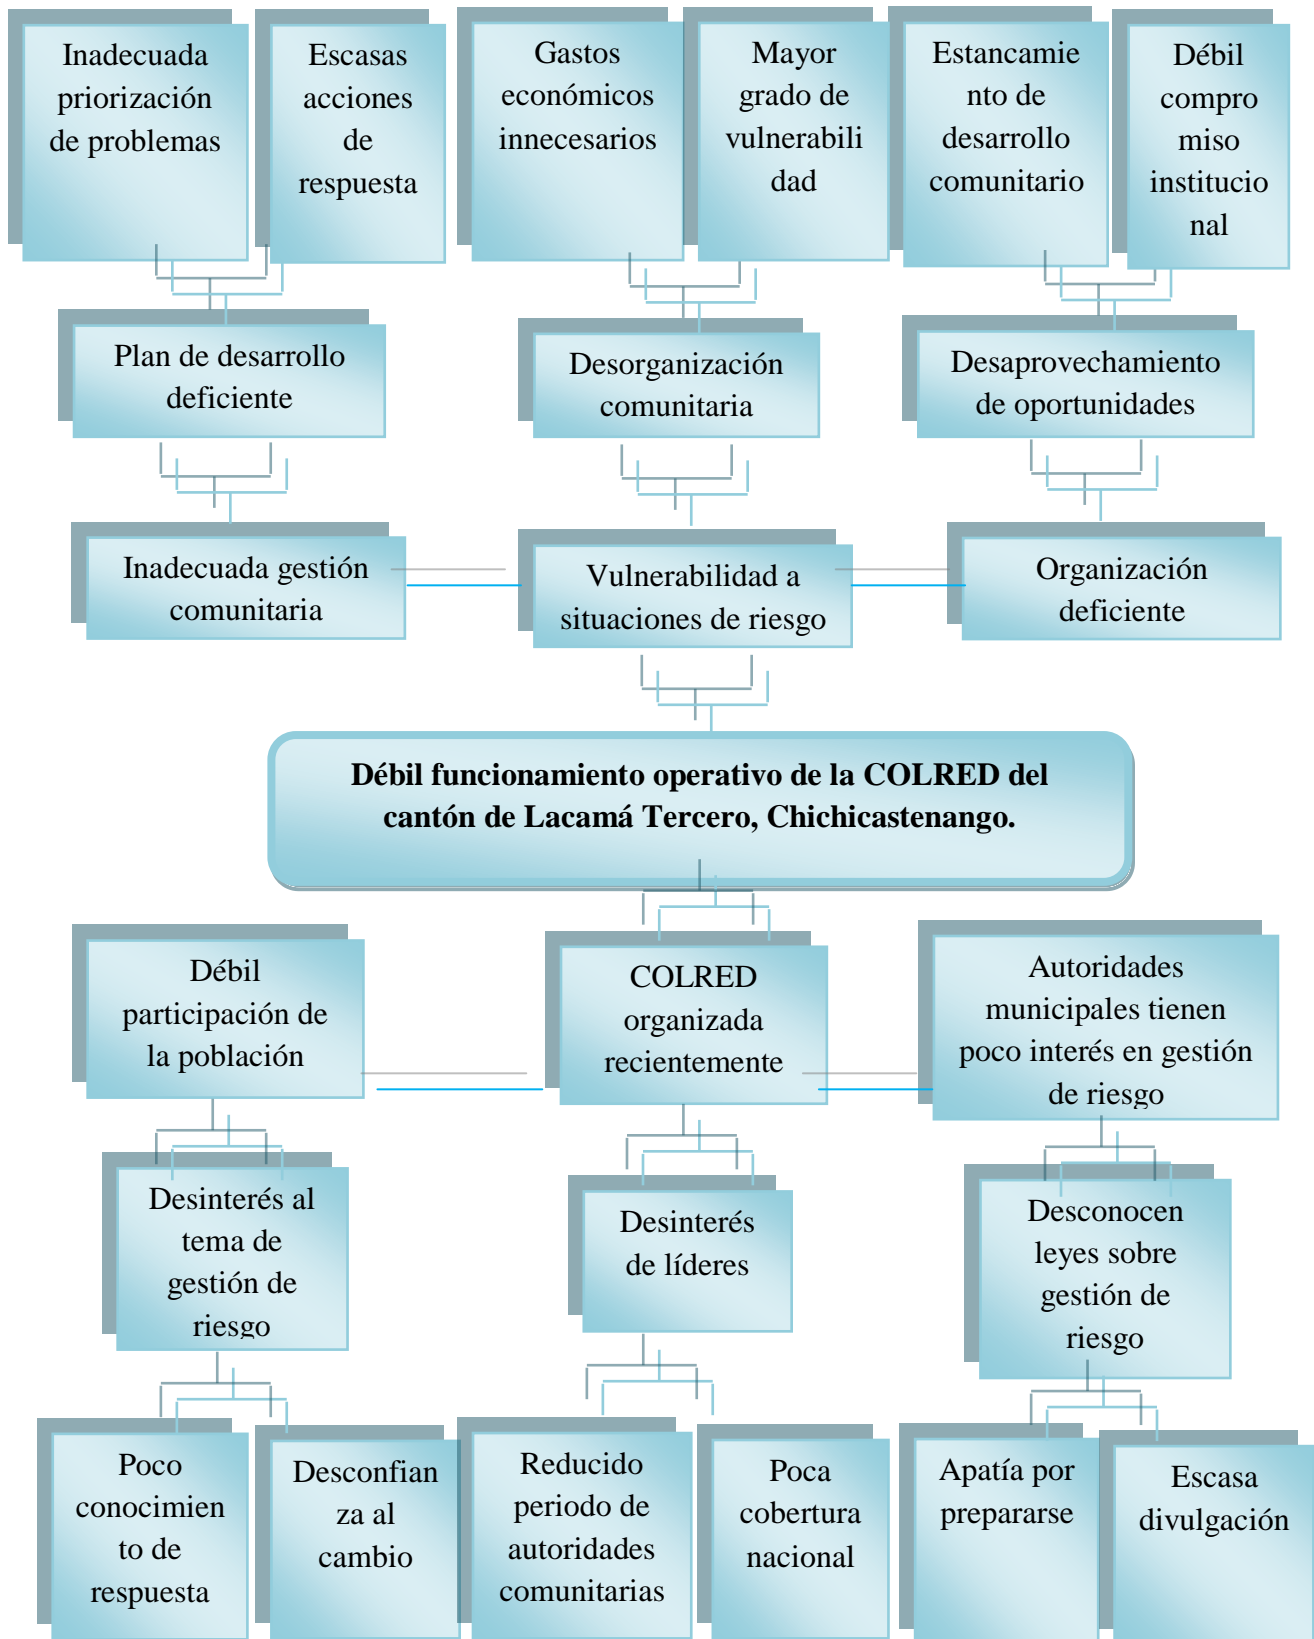 Inadecuada
priorización
de problemas
Escasas
acciones
de
respuesta
Gastos
económicos
innecesarios
Mayor
grado de
vulnerabili
dad
Estancamie
nto de
desarrollo
comunitario
Débil
compro
miso
institucio
nal
Plan de desarrollo
deficiente
Desorganización
comunitaria
Desaprovechamiento
de oportunidades
Inadecuada gestión
comunitaria
Vulnerabilidad a
situaciones de riesgo
Organización
deficiente
Débil funcionamiento operativo de la COLRED del
cantón de Lacamá Tercero, Chichicastenango.
Débil
participación de
la población
COLRED
organizada
recientemente
Autoridades
municipales tienen
poco interés en gestión
de riesgo
Desinterés al
tema de
gestión de
riesgo
Desinterés
de líderes
Desconocen
leyes sobre
gestión de
riesgo
Poco
conocimien
to de
respuesta
Desconfian
za al
cambio
Reducido
periodo de
autoridades
comunitarias
Poca
cobertura
nacional
Apatía por
prepararse
Escasa
divulgación